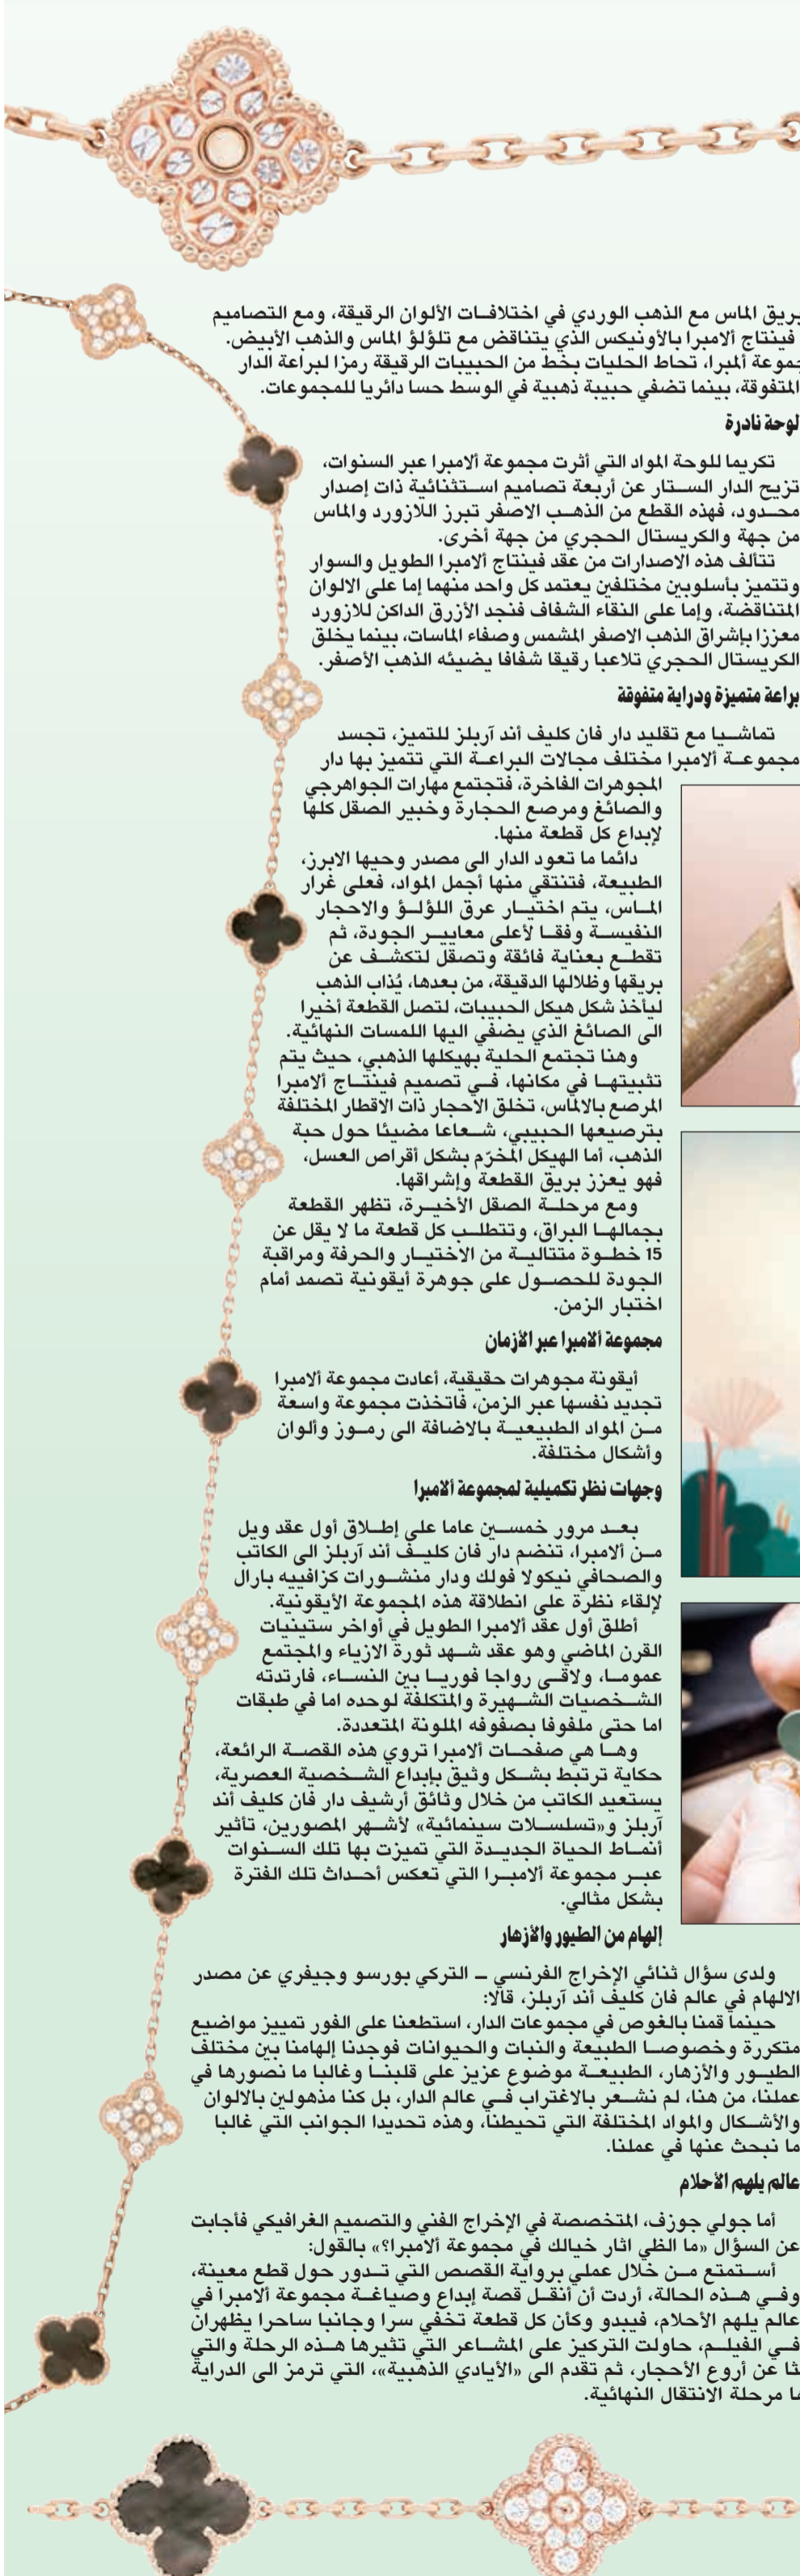 بريق الماس مع الذهب الوردي في اختلافات الألوان الرقيقة، ومع التصاميم
فينتاج ألامبرا بالأونيكس الذي يتناقض مع تلؤلؤ الماس والذهب الأبيض.
ألمبرا، تحاط الحليات بخط من الحبيبات الرقيقة رمزا لبراعة الدار
المتفوقة، بينما تضفي حبيبة ذهبية في الوسط حسا دائريا للمجموعات.
لوحة نادرة
تكريما للوحة المواد التي أثرت مجموعة ألامبرا عبر السنوات،
تزيح الدار الستار عن أربعة تصاميم استثنائية ذات إصدار
محدود، فهذه القطع من الذهب الاصفر تبرز اللازورد والماس
من جهة والكريستال الحجري من جهة أخرى.
تتألف هذه الاصدارات من عقد فينتاج ألامبرا الطويل والسوار
وتتميز بأسلوبين مختلفين يعتمد كل واحد منهما إما على الالوان
المتناقضة، وإما على النقاء الشفاف فنجد الأزرق الداكن للازورد
معززا بإشراق الذهب الاصفر المشمس وصفاء الماسات، بينما يخلق
الكريستال الحجري تلاعبا رقيقا شفافا يضيئه الذهب الأصفر.
براعة متميزة ودراية متفوقة
تماشيا مع تقليد دار فان كليف أند آربلز للتميز، تجسد
مجموعة ألامبرا مختلف مجالات البراعة التي تتميز بها دار
المجوهرات الفاخرة، فتجتمع مهارات الجواهرجي
والصائغ ومرصع الحجارة وخبير الصقل كلها
لإبداع كل قطعة منها.
دائما ما تعود الدار الى مصدر وحيها الابرز،
الطبيعة، فتنتقي منها أجمل المواد، فعلى غرار
الماس، يتم اختيار عرق اللؤلؤ والاحجار
النفيسة وفقا لأعلى معايير الجودة، ثم
تقطع بعناية فائقة وتصقل لتكشف عن
بريقها وظلالها الدقيقة، من بعدها، يُذاب الذهب
ليأخذ شكل هيكل الحبيبات، لتصل القطعة أخيرا
الى الصائغ الذي يضفي اليها اللمسات النهائية.
وهنا تجتمع الحلية بهيكلها الذهبي، حيث يتم
تثبيتها في مكانها، في تصميم فينتاج ألامبرا
المرصع بالالماس، تخلق الاحجار ذات الاقطار المختلفة
بترصيعها الحبيبي، شعاعا مضيئا حول حبة
الذهب، أما الهيكل المخرّم بشكل أقراص العسل،
فهو يعزز بريق القطعة وإشراقها.
ومع مرحلة الصقل الأخيرة، تظهر القطعة
بجمالها البراق، وتتطلب كل قطعة ما لا يقل عن
15 خطوة متتالية من الاختيار والحرفة ومراقبة
الجودة للحصول على جوهرة أيقونية تصمد أمام
اختبار الزمن.
مجموعة ألامبرا عبر الأزمان
أيقونة مجوهرات حقيقية، أعادت مجموعة ألامبرا
تجديد نفسها عبر الزمن، فاتخذت مجموعة واسعة
من المواد الطبيعية بالاضافة الى رموز وألوان
وأشكال مختلفة.
وجهات نظر تكميلية لمجموعة ألامبرا
بعد مرور خمسين عاما على إطلاق أول عقد ويل
من ألامبرا، تنضم دار فان كليف أند آربلز الى الكاتب
والصحافي نيكولا فولك ودار منشورات كزافييه بارال
لإلقاء نظرة على انطلاقة هذه المجموعة الأيقونية.
أطلق أول عقد ألامبرا الطويل في أواخر ستينيات
القرن الماضي وهو عقد شهد ثورة الازياء والمجتمع
عموما، ولاقى رواجا فوريا بين النساء، فارتدته
الشخصيات الشهيرة والمتكلفة لوحده اما في طبقات
اما حتى ملفوفا بصفوفه الملونة المتعددة.
وها هي صفحات ألامبرا تروي هذه القصة الرائعة،
حكاية ترتبط بشكل وثيق بإبداع الشخصية العصرية،
يستعيد الكاتب من خلال وثائق أرشيف دار فان كليف أند
آربلز و«تسلسلات سينمائية» لأشهر المصورين، تأثير
أنماط الحياة الجديدة التي تميزت بها تلك السنوات
عبر مجموعة ألامبرا التي تعكس أحداث تلك الفترة
بشكل مثالي.
إلهام من الطيور والأزهار
ولدى سؤال ثنائي الإخراج الفرنسي – التركي بورسو وجيفري عن مصدر
الالهام في عالم فان كليف أند آربلز، قالا:
حينما قمنا بالغوص في مجموعات الدار، استطعنا على الفور تمييز مواضيع
متكررة وخصوصا الطبيعة والنبات والحيوانات فوجدنا إلهامنا بين مختلف
الطيور والأزهار، الطبيعة موضوع عزيز على قلبنا وغالبا ما نصورها في
عملنا، من هنا، لم نشعر بالاغتراب في عالم الدار، بل كنا مذهولين بالالوان
والأشكال والمواد المختلفة التي تحيطنا، وهذه تحديدا الجوانب التي غالبا
ما نبحث عنها في عملنا.
عالم يلهم الأحلام
أما جولي جوزف، المتخصصة في الإخراج الفني والتصميم الغرافيكي فأجابت
عن السؤال «ما الظي اثار خيالك في مجموعة ألامبرا؟» بالقول:
أستمتع من خلال عملي برواية القصص التي تدور حول قطع معينة،
وفي هذه الحالة، أردت أن أنقل قصة إبداع وصياغة مجموعة ألامبرا في
عالم يلهم الأحلام، فيبدو وكأن كل قطعة تخفي سرا وجانبا ساحرا يظهران
في الفيلم، حاولت التركيز على المشاعر التي تثيرها هذه الرحلة والتي
عن أروع الأحجار، ثم تقدم الى «الأيادي الذهبية»، التي ترمز الى الدراية
مرحلة الانتقال النهائية.